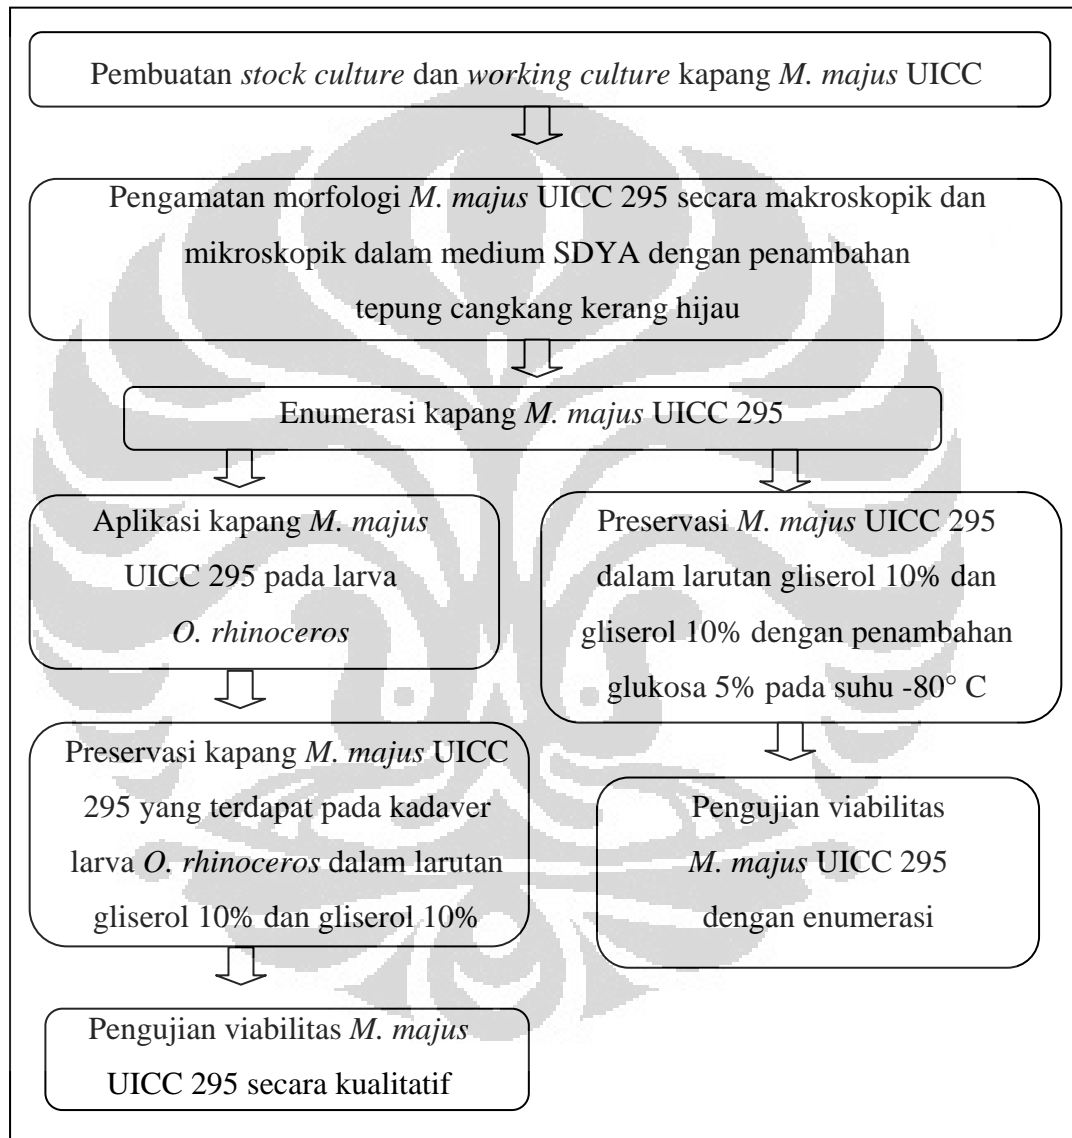 Pembuatan stock culture dan working culture kapang M. majus UICC
Pengamatan morfologi M. majus UICC 295 secara makroskopik dan
mikroskopik dalam medium SDYA dengan penambahan
tepung cangkang kerang hijau
Enumerasi kapang M. majus UICC 295
Aplikasi kapang M. majus
UICC 295 pada larva
O. rhinoceros
Preservasi kapang M. majus UICC
295 yang terdapat pada kadaver
larva O. rhinoceros dalam larutan
gliserol 10% dan gliserol 10%
Pengujian viabilitas M. majus
UICC 295 secara kualitatif
Preservasi M. majus UICC 295
dalam larutan gliserol 10% dan
gliserol 10% dengan penambahan
glukosa 5% pada suhu -80° C
Pengujian viabilitas
M. majus UICC 295
dengan enumerasi